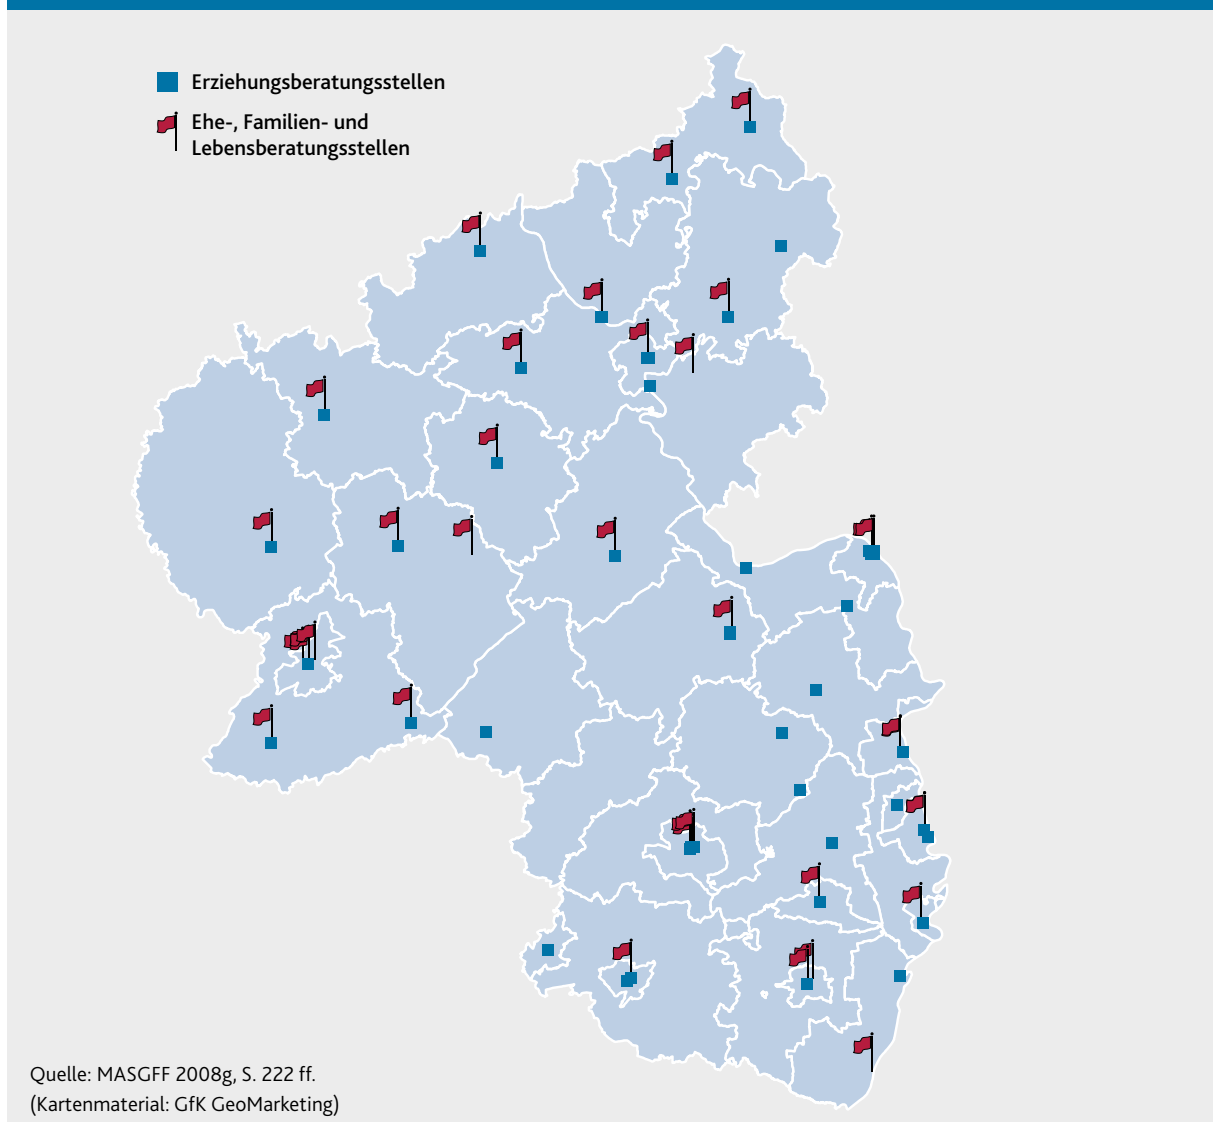 Erziehungsberatungsstellen
Ehe-, Familien- und
Lebensberatungsstellen
Quelle: MASGFF 2008g, S. 222 ff.
(Kartenmaterial: GfK GeoMarketing)